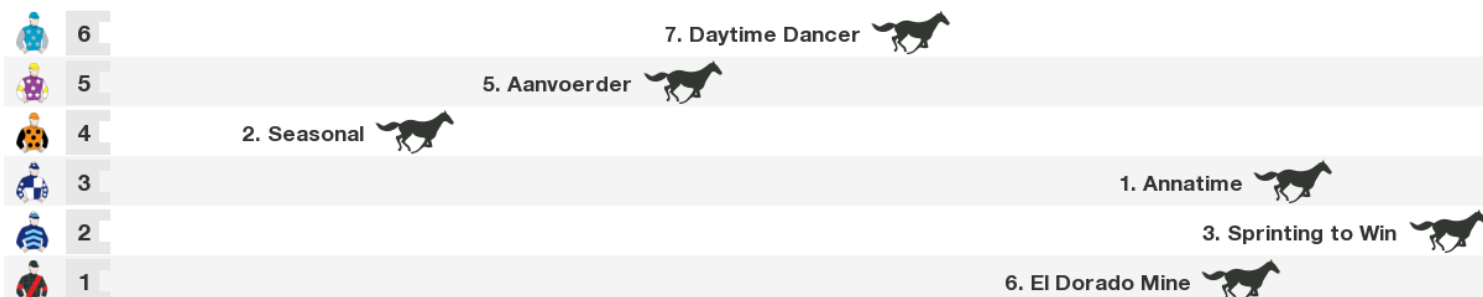 6 7. Daytime Dancer
5 5. Aanvoerder
4 2. Seasonal
3 1. Annatime
2 3. Sprinting to Win
1 6. El Dorado Mine